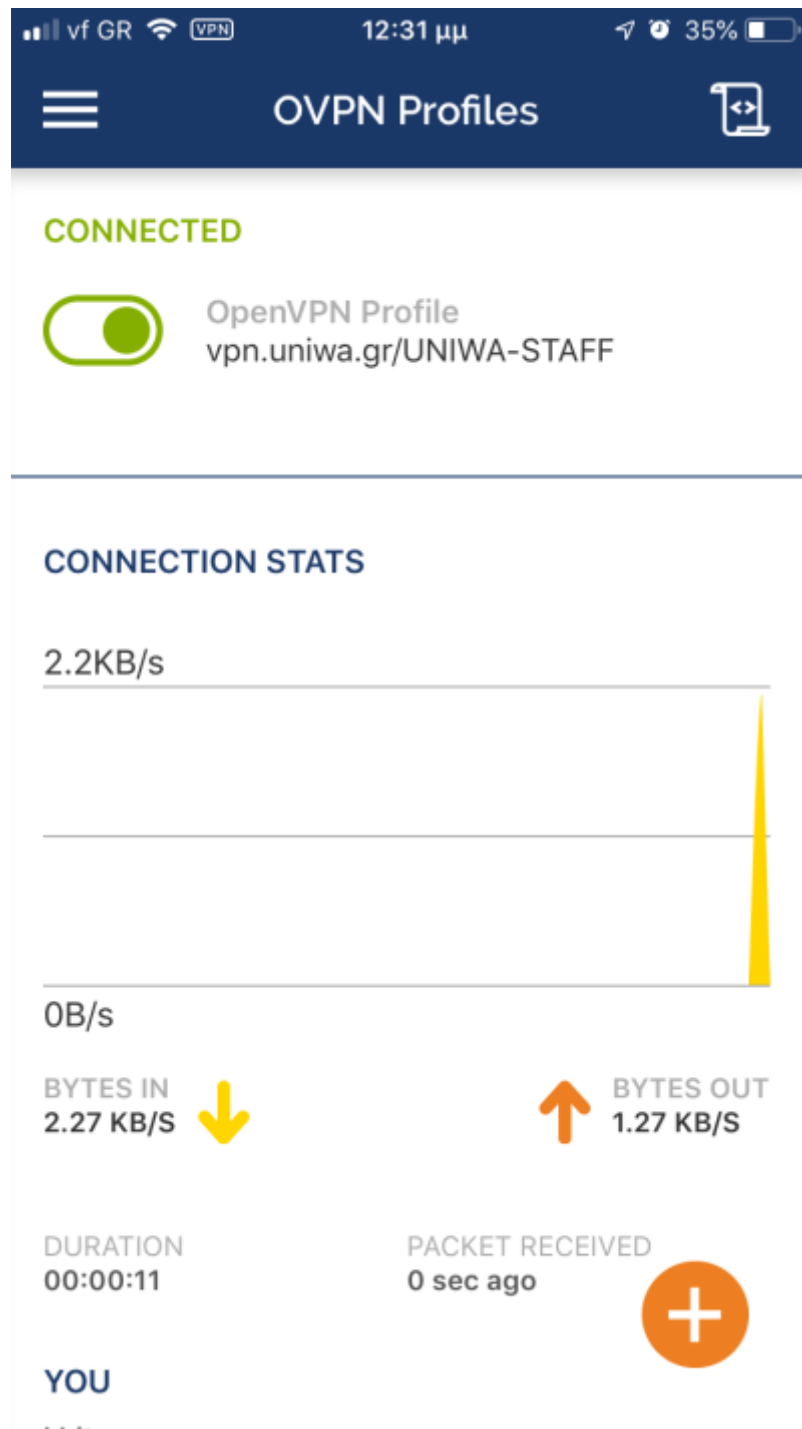 vf GR VPN 12:31 μμ 35%
OVPN Profiles
CONNECTED
OpenVPN Profile
vpn.uniwa.gr/UNIWA-STAFF
CONNECTION STATS
2.2KB/s
0B/s
BYTES IN
2.27 KB/S
BYTES OUT
1.27 KB/S
DURATION
00:00:11
PACKET RECEIVED
0 sec ago
YOU